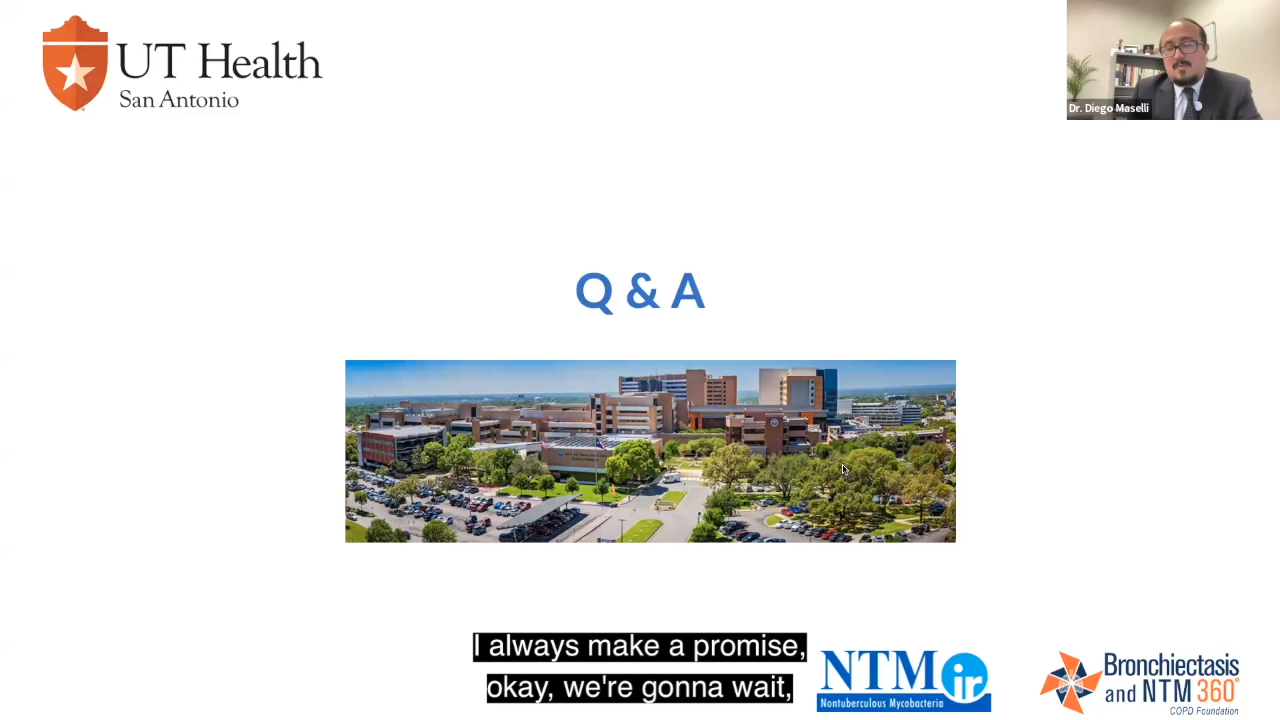 UT Health
San Antonio
Dr. Diego Maselli
Q & A
I always make a promise,
okay, we're gonna wait,
NTMir
Nontuberculous Mycobacteria
Bronchiectasis
and NTM 360°
COPD Foundation